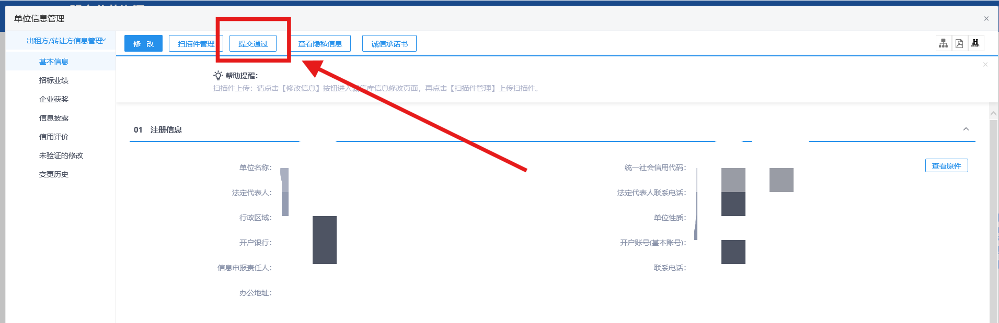 单位信息管理
出租方/转让方信息管理
修 改
扫描件管理
提交通过
查看隐私信息
诚信承诺书
HISTORY
基本信息
招标业绩
企业获奖
信息披露
信用评价
未验证的修改
变更历史
帮助提醒：
扫描件上传：请点击【修改信息】按钮进入诚信库信息修改页面，再点击【扫描件管理】上传扫描件。
01 注册信息
单位名称：
统一社会信用代码：
查看原件
法定代表人：
法定代表人联系电话：
行政区域：
单位性质：
开户银行：
开户账号(基本账号)：
信息申报责任人：
联系电话：
办公地址：